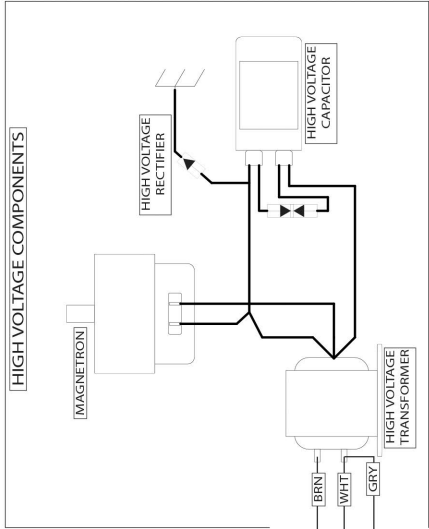 HIGH VOLTAGE COMPONENTS
MAGNETRON
HIGH VOLTAGE
RECTIFIER
HIGH VOLTAGE
CAPACITOR
HIGH VOLTAGE
TRANSFORMER
BRN
WHT
GRY